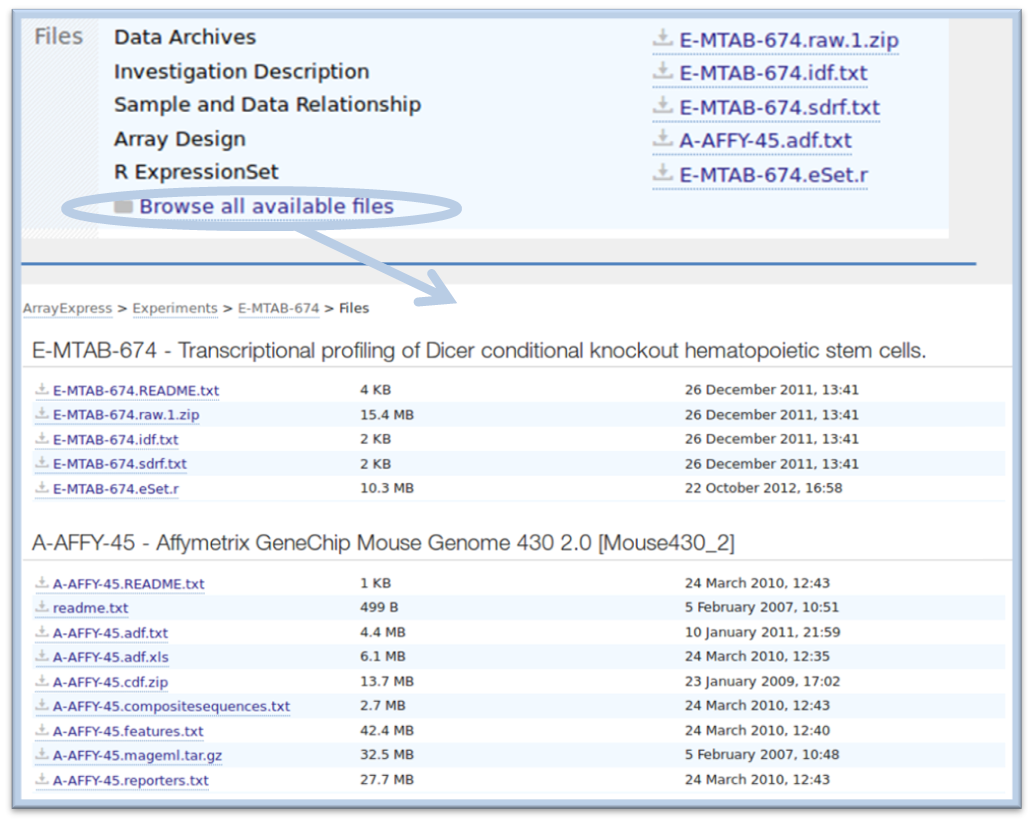 Files Data Archives E-MTAB-674.raw.1.zip
Investigation Description E-MTAB-674.idf.txt
Sample and Data Relationship E-MTAB-674.sdrf.txt
Array Design A-AFFY-45.adf.txt
R ExpressionSet E-MTAB-674.eSet.r
Browse all available files
ArrayExpress > Experiments > E-MTAB-674 > Files
E-MTAB-674 - Transcriptional profiling of Dicer conditional knockout hematopoietic stem cells.
E-MTAB-674.README.txt 4 KB 26 December 2011, 13:41
E-MTAB-674.raw.1.zip 15.4 MB 26 December 2011, 13:41
E-MTAB-674.idf.txt 2 KB 26 December 2011, 13:41
E-MTAB-674.sdrf.txt 2 KB 26 December 2011, 13:41
E-MTAB-674.eSet.r 10.3 MB 22 October 2012, 16:58
A-AFFY-45 - Affymetrix GeneChip Mouse Genome 430 2.0 [Mouse430_2]
A-AFFY-45.README.txt 1 KB 24 March 2010, 12:43
readme.txt 499 B 5 February 2007, 10:51
A-AFFY-45.adf.txt 4.4 MB 10 January 2011, 21:59
A-AFFY-45.adf.xls 6.1 MB 24 March 2010, 12:35
A-AFFY-45.cdf.zip 13.7 MB 23 January 2009, 17:02
A-AFFY-45.compositesequences.txt 2.7 MB 24 March 2010, 12:43
A-AFFY-45.features.txt 42.4 MB 24 March 2010, 12:40
A-AFFY-45.mageml.tar.gz 32.5 MB 5 February 2007, 10:48
A-AFFY-45.reporters.txt 27.7 MB 24 March 2010, 12:43